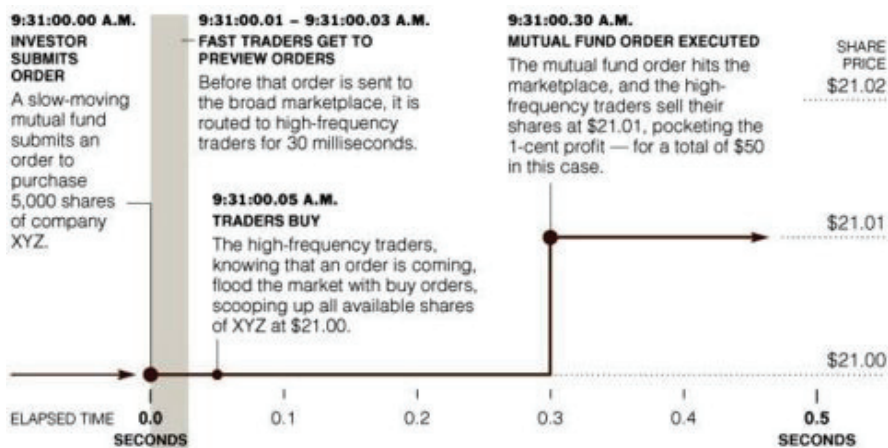 9:31:00.00 A.M.
INVESTOR
SUBMITS
ORDER
A slow-moving
mutual fund
submits an
order to
purchase
5,000 shares
of company
XYZ.
9:31:00.01 – 9:31:00.03 A.M.
FAST TRADERS GET TO
PREVIEW ORDERS
Before that order is sent to
the broad marketplace, it is
routed to high-frequency
traders for 30 milliseconds.
9:31:00.05 A.M.
TRADERS BUY
The high-frequency traders,
knowing that an order is coming,
flood the market with buy orders,
scooping up all available shares
of XYZ at $21.00.
9:31:00.30 A.M.
MUTUAL FUND ORDER EXECUTED
The mutual fund order hits the
marketplace, and the high-
frequency traders sell their
shares at $21.01, pocketing the
1-cent profit — for a total of $50
in this case.
SHARE
PRICE
$21.02
$21.01
$21.00
ELAPSED TIME 0.0 0.1 0.2 0.3 0.4 0.5
SECONDS SECONDS